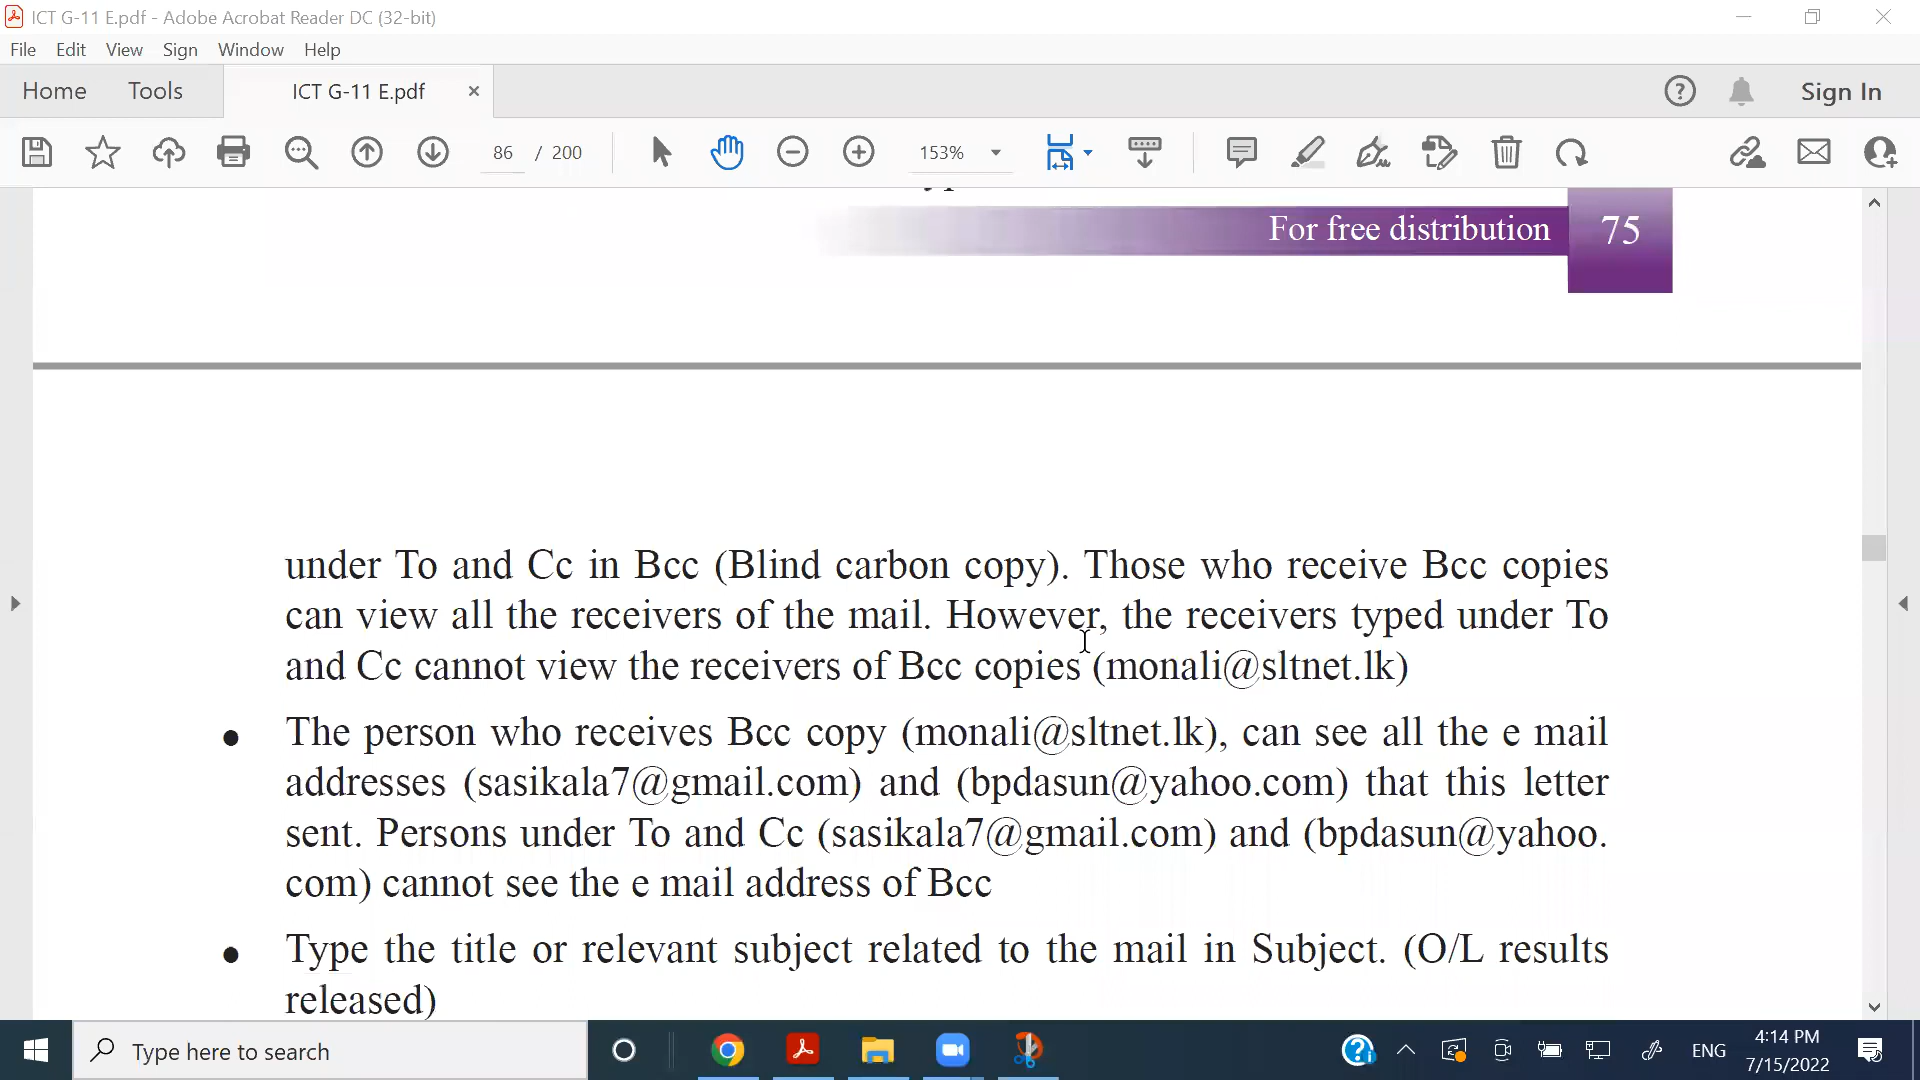 ICT G-11 E.pdf - Adobe Acrobat Reader DC (32-bit)
File Edit View Sign Window Help
Home Tools ICT G-11 E.pdf × Sign In
86 / 200 153%
For free distribution 75
under To and Cc in Bcc (Blind carbon copy). Those who receive Bcc copies
can view all the receivers of the mail. However, the receivers typed under To
and Cc cannot view the receivers of Bcc copies (monali@sltnet.lk)
● The person who receives Bcc copy (monali@sltnet.lk), can see all the e mail
addresses (sasikala7@gmail.com) and (bpdasun@yahoo.com) that this letter
sent. Persons under To and Cc (sasikala7@gmail.com) and (bpdasun@yahoo.
com) cannot see the e mail address of Bcc
● Type the title or relevant subject related to the mail in Subject. (O/L results
released)
Type here to search
ENG
4:14 PM
7/15/2022